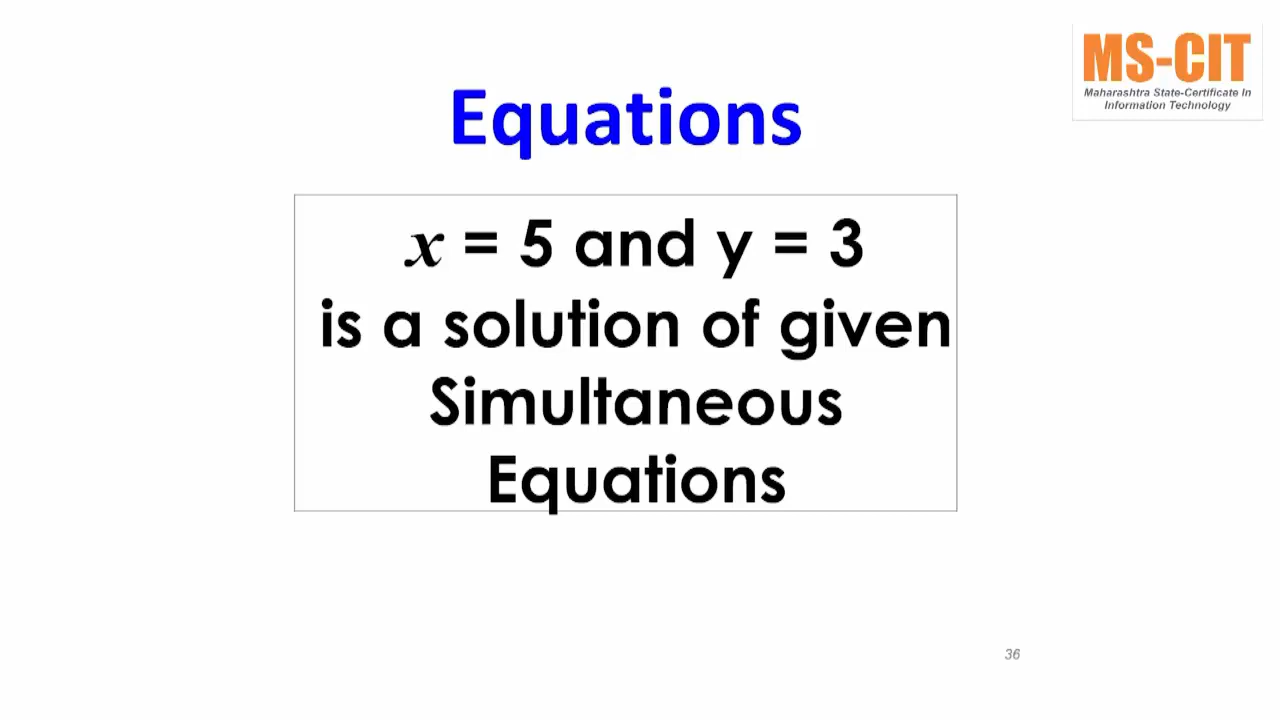 MS-CIT
Maharashtra State-Certificate In
Information Technology
Equations
x = 5 and y = 3
is a solution of given
Simultaneous
Equations
36